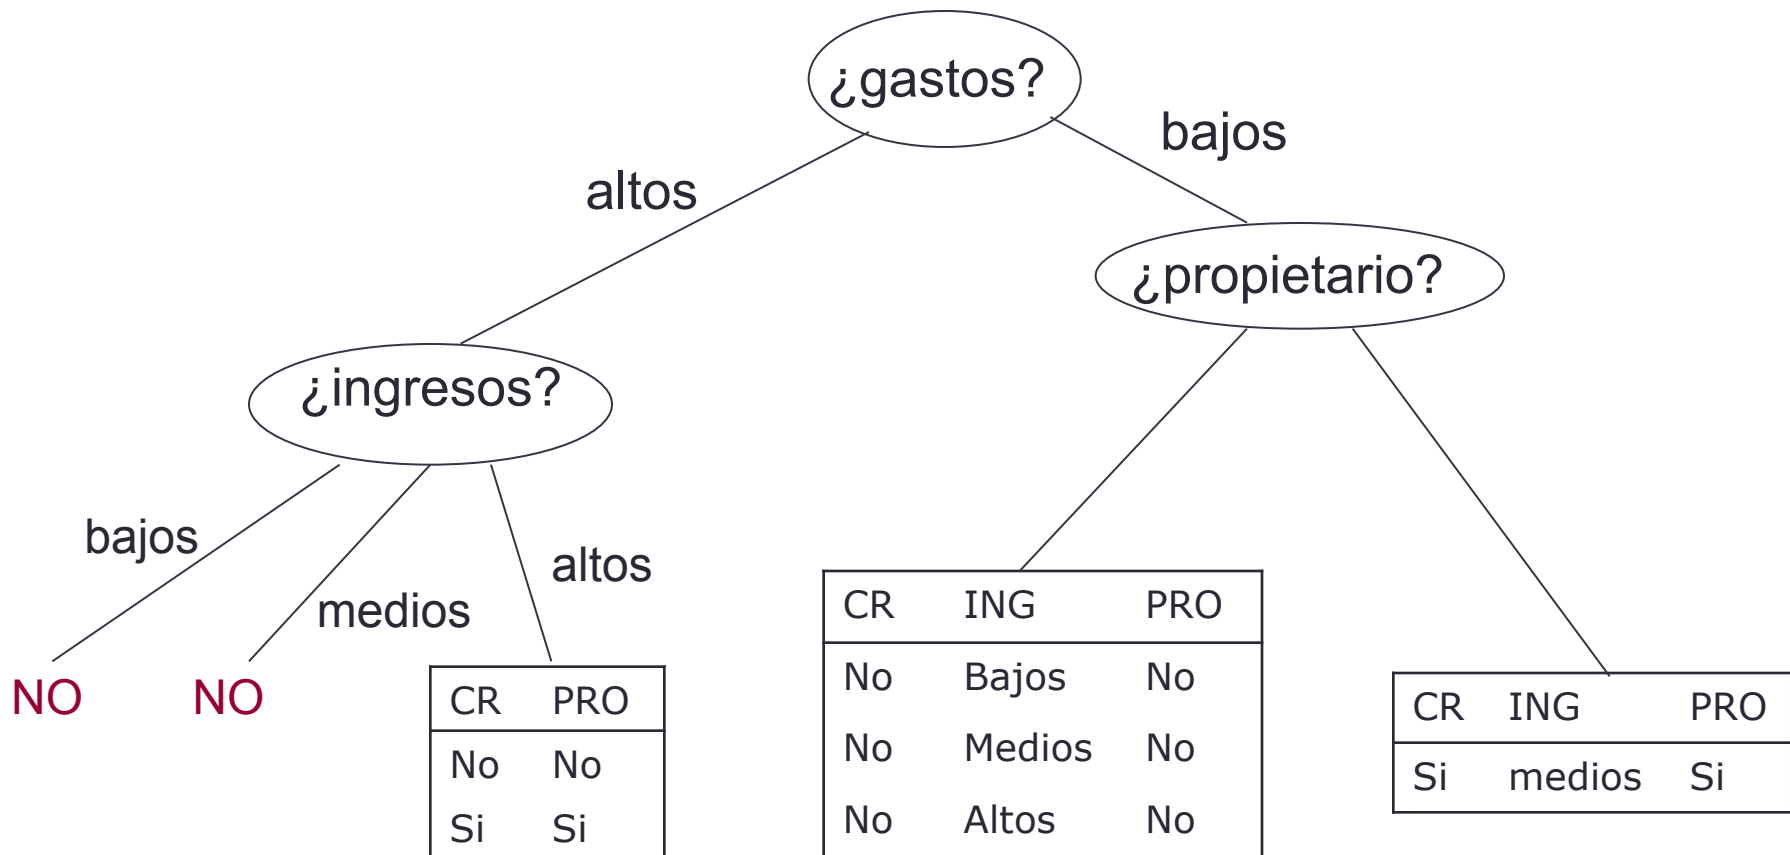 ¿gastos?
bajos
altos
¿propietario?
¿ingresos?
bajos
medios
altos
NO
NO
CR PRO
No No
Si Si
CR ING PRO
No Bajos No
No Medios No
No Altos No
CR ING PRO
Si medios Si